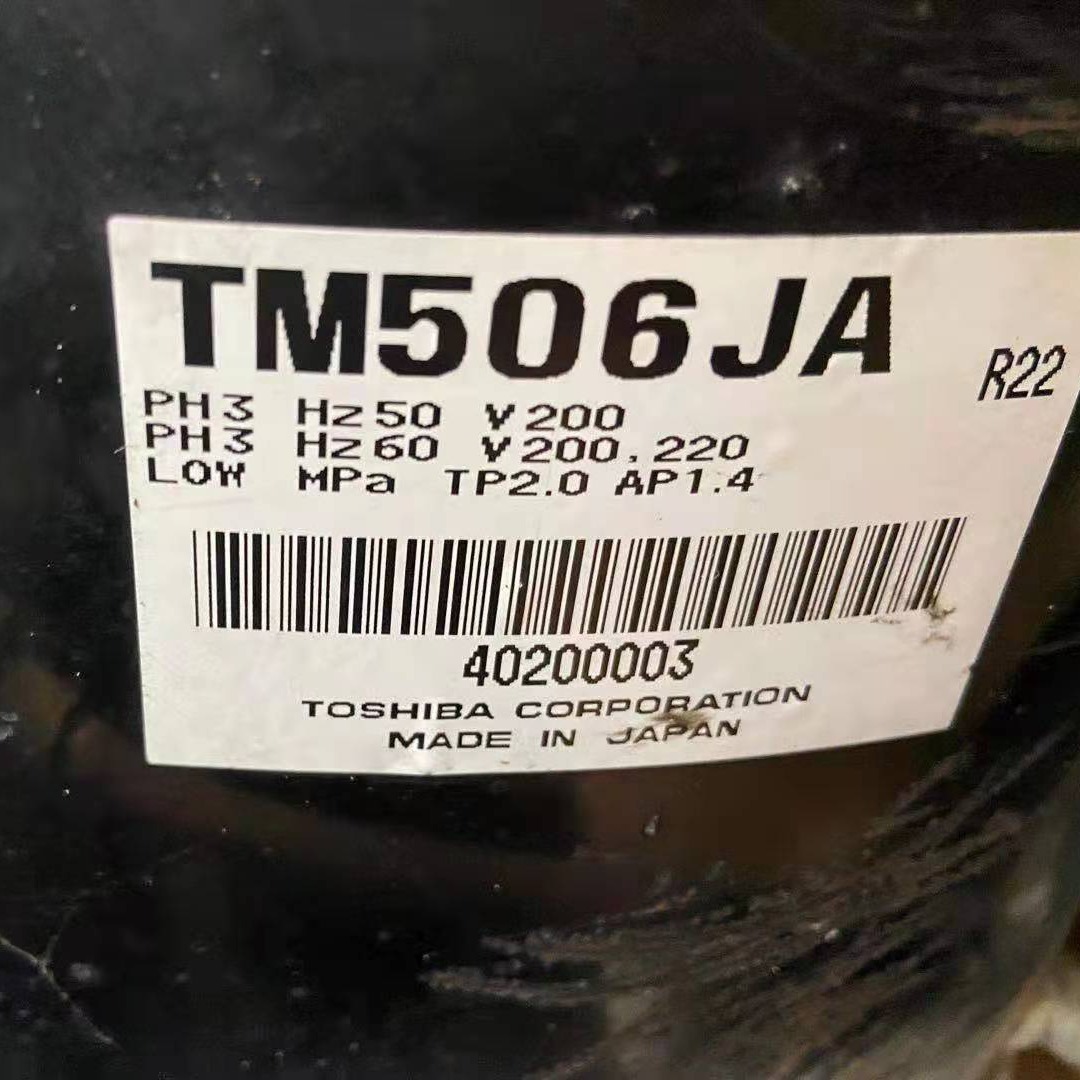 TM506JA
R22
PH3 Hz50 V200
PH3 Hz60 V200,220
LOW MPa TP2.0 AP1.4
40200003
TOSHIBA CORPORATION
MADE IN JAPAN